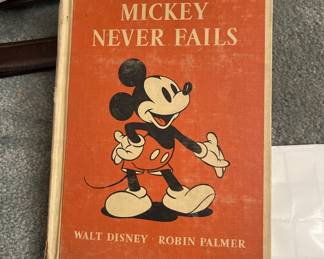 MICKEY
NEVER FAILS
WALT DISNEY · ROBIN PALMER